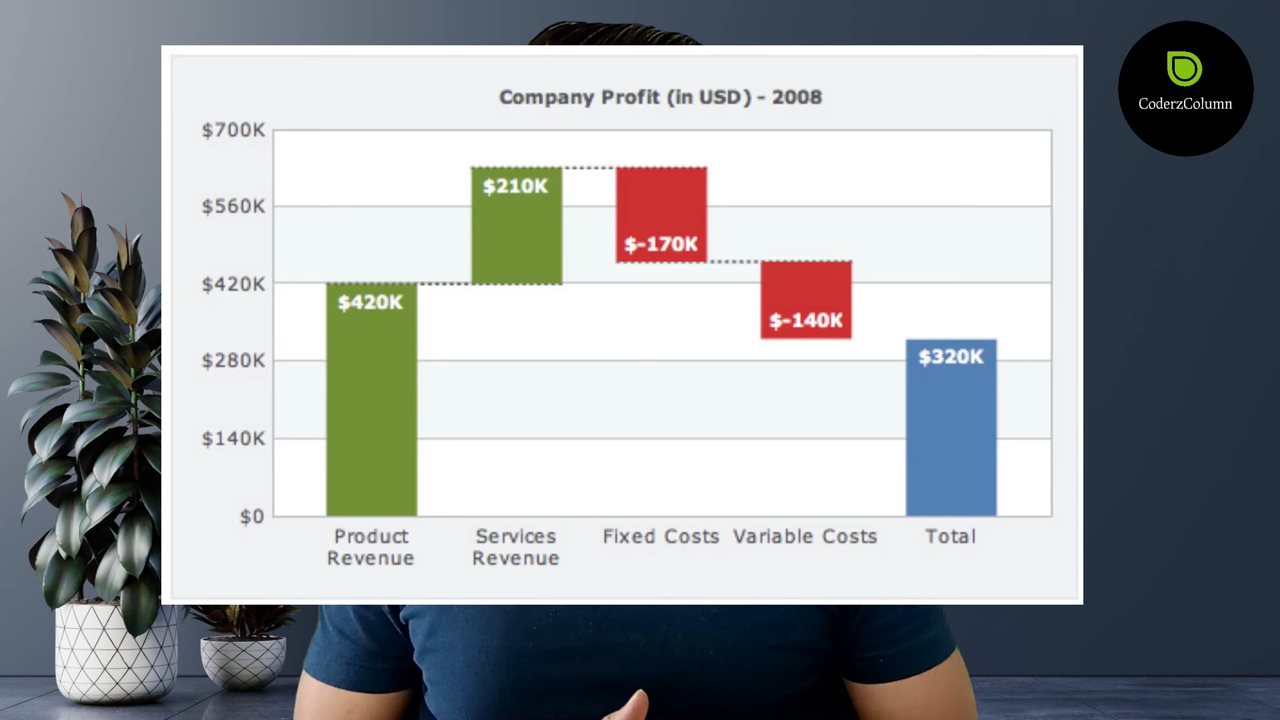 CoderzColumn
Company Profit (in USD) - 2008
$700K
$560K
$420K
$280K
$140K
$0
$420K
$210K
$-170K
$-140K
$320K
Product
Revenue
Services
Revenue
Fixed Costs
Variable Costs
Total